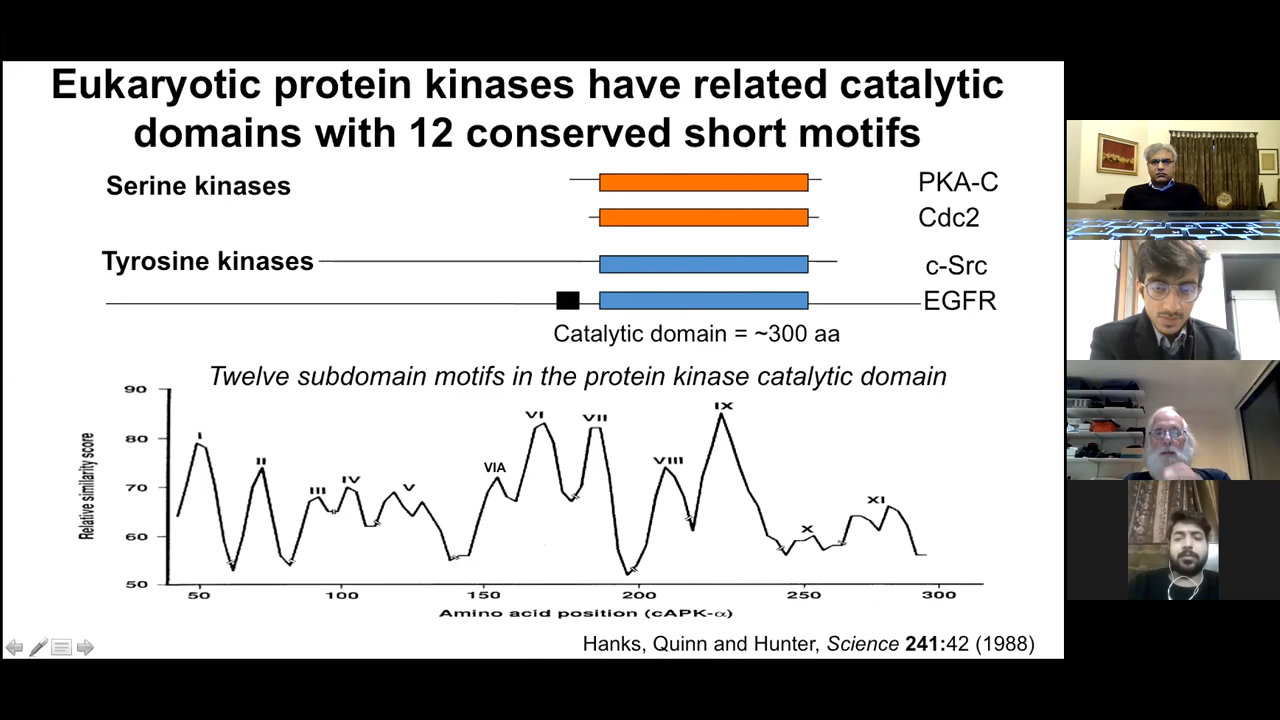 Eukaryotic protein kinases have related catalytic
domains with 12 conserved short motifs
Serine kinases
PKA-C
Cdc2
Tyrosine kinases
c-Src
EGFR
Catalytic domain = ~300 aa
Twelve subdomain motifs in the protein kinase catalytic domain
Relative similarity score
90
80
70
60
50
I
II
III
IV
V
VIA
VI
VII
VIII
IX
X
XI
50 100 150 200 250 300
Amino acid position (cAPK-α)
Hanks, Quinn and Hunter, Science 241:42 (1988)